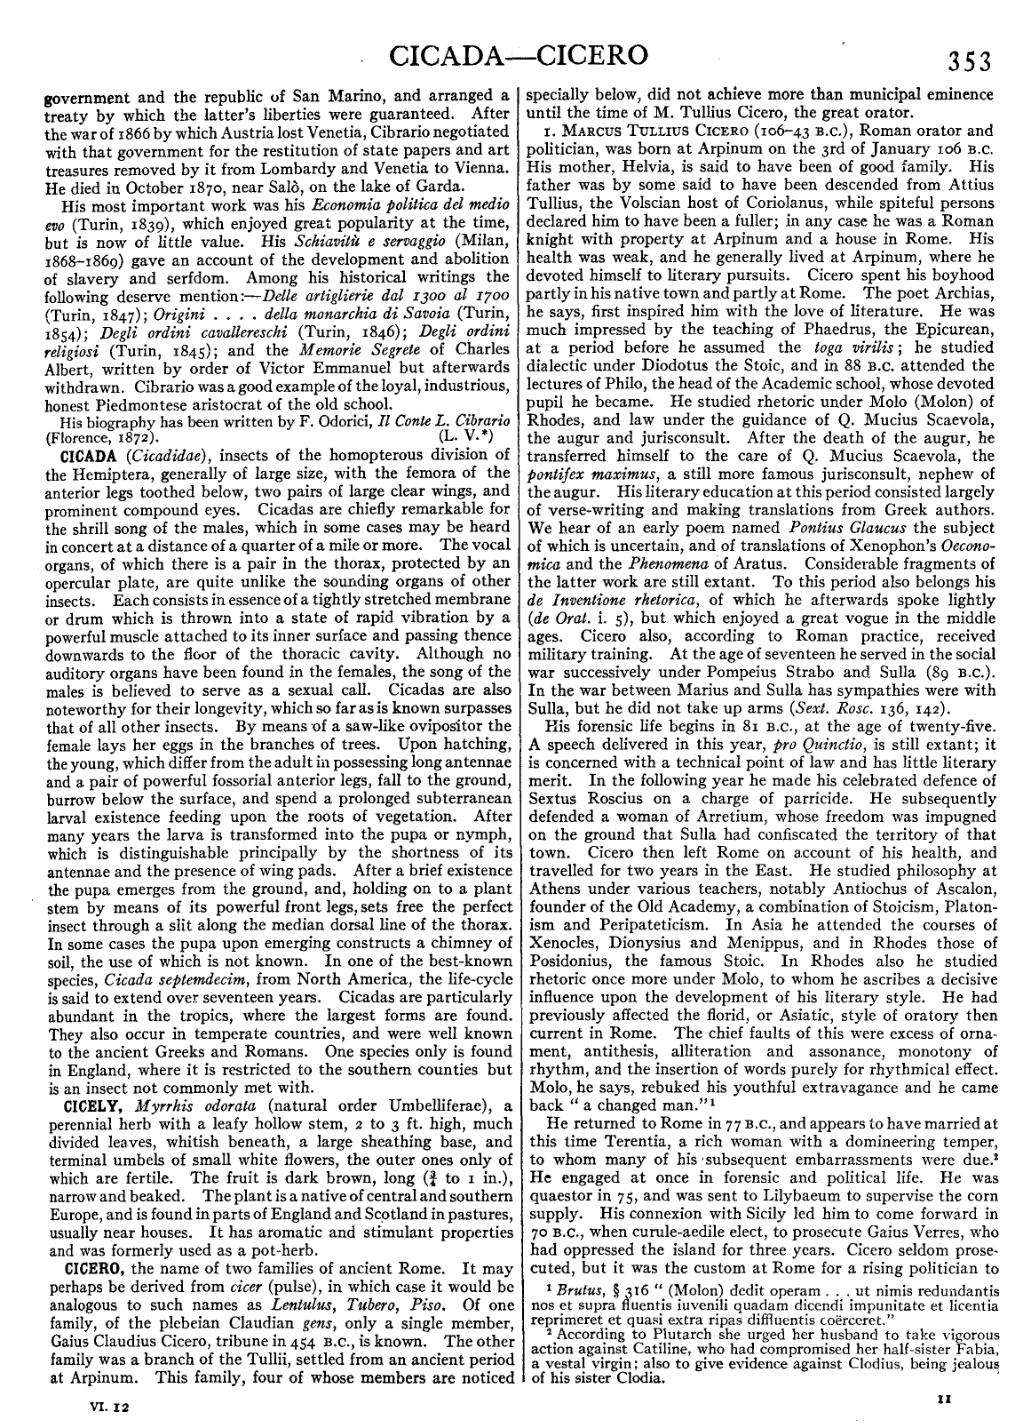 CICADA—CICERO
353
government and the republic of San Marino, and arranged a
treaty by which the latter's liberties were guaranteed. After
the war of 1866 by which Austria lost Venetia, Cibrario negotiated
with that government for the restitution of state papers and art
treasures removed by it from Lombardy and Venetia to Vienna.
He died in October 1870, near Salò, on the lake of Garda.
His most important work was his Economia politica del medio
evo (Turin, 1839), which enjoyed great popularity at the time,
but is now of little value. His Schiavitù e servaggio (Milan,
1868-1869) gave an account of the development and abolition
of slavery and serfdom. Among his historical writings the
following deserve mention:—Delle artiglierie dal 1300 al 1700
(Turin, 1847); Origini . . . . della monarchia di Savoia (Turin,
1854); Degli ordini cavallereschi (Turin, 1846); Degli ordini
religiosi (Turin, 1845); and the Memorie Segrete of Charles
Albert, written by order of Victor Emmanuel but afterwards
withdrawn. Cibrario was a good example of the loyal, industrious,
honest Piedmontese aristocrat of the old school.
His biography has been written by F. Odorici, Il Conte L. Cibrario
(Florence, 1872). (L. V.*)
CICADA (Cicadidae), insects of the homopterous division of
the Hemiptera, generally of large size, with the femora of the
anterior legs toothed below, two pairs of large clear wings, and
prominent compound eyes. Cicadas are chiefly remarkable for
the shrill song of the males, which in some cases may be heard
in concert at a distance of a quarter of a mile or more. The vocal
organs, of which there is a pair in the thorax, protected by an
opercular plate, are quite unlike the sounding organs of other
insects. Each consists in essence of a tightly stretched membrane
or drum which is thrown into a state of rapid vibration by a
powerful muscle attached to its inner surface and passing thence
downwards to the floor of the thoracic cavity. Although no
auditory organs have been found in the females, the song of the
males is believed to serve as a sexual call. Cicadas are also
noteworthy for their longevity, which so far as is known surpasses
that of all other insects. By means of a saw-like ovipositor the
female lays her eggs in the branches of trees. Upon hatching,
the young, which differ from the adult in possessing long antennae
and a pair of powerful fossorial anterior legs, fall to the ground,
burrow below the surface, and spend a prolonged subterranean
larval existence feeding upon the roots of vegetation. After
many years the larva is transformed into the pupa or nymph,
which is distinguishable principally by the shortness of its
antennae and the presence of wing pads. After a brief existence
the pupa emerges from the ground, and, holding on to a plant
stem by means of its powerful front legs, sets free the perfect
insect through a slit along the median dorsal line of the thorax.
In some cases the pupa upon emerging constructs a chimney of
soil, the use of which is not known. In one of the best-known
species, Cicada septemdecim, from North America, the life-cycle
is said to extend over seventeen years. Cicadas are particularly
abundant in the tropics, where the largest forms are found.
They also occur in temperate countries, and were well known
to the ancient Greeks and Romans. One species only is found
in England, where it is restricted to the southern counties but
is an insect not commonly met with.
CICELY, Myrrhis odorata (natural order Umbelliferae), a
perennial herb with a leafy hollow stem, 2 to 3 ft. high, much
divided leaves, whitish beneath, a large sheathing base, and
terminal umbels of small white flowers, the outer ones only of
which are fertile. The fruit is dark brown, long (¾ to 1 in.),
narrow and beaked. The plant is a native of central and southern
Europe, and is found in parts of England and Scotland in pastures,
usually near houses. It has aromatic and stimulant properties
and was formerly used as a pot-herb.
CICERO, the name of two families of ancient Rome. It may
perhaps be derived from cicer (pulse), in which case it would be
analogous to such names as Lentulus, Tubero, Piso. Of one
family, of the plebeian Claudian gens, only a single member,
Gaius Claudius Cicero, tribune in 454 B.C., is known. The other
family was a branch of the Tullii, settled from an ancient period
at Arpinum. This family, four of whose members are noticed
specially below, did not achieve more than municipal eminence
until the time of M. Tullius Cicero, the great orator.
1. MARCUS TULLIUS CICERO (106-43 B.C.), Roman orator and
politician, was born at Arpinum on the 3rd of January 106 B.C.
His mother, Helvia, is said to have been of good family. His
father was by some said to have been descended from Attius
Tullius, the Volscian host of Coriolanus, while spiteful persons
declared him to have been a fuller; in any case he was a Roman
knight with property at Arpinum and a house in Rome. His
health was weak, and he generally lived at Arpinum, where he
devoted himself to literary pursuits. Cicero spent his boyhood
partly in his native town and partly at Rome. The poet Archias,
he says, first inspired him with the love of literature. He was
much impressed by the teaching of Phaedrus, the Epicurean,
at a period before he assumed the toga virilis; he studied
dialectic under Diodotus the Stoic, and in 88 B.C. attended the
lectures of Philo, the head of the Academic school, whose devoted
pupil he became. He studied rhetoric under Molo (Molon) of
Rhodes, and law under the guidance of Q. Mucius Scaevola,
the augur and jurisconsult. After the death of the augur, he
transferred himself to the care of Q. Mucius Scaevola, the
pontifex maximus, a still more famous jurisconsult, nephew of
the augur. His literary education at this period consisted largely
of verse-writing and making translations from Greek authors.
We hear of an early poem named Pontius Glaucus the subject
of which is uncertain, and of translations of Xenophon's Oecono-
mica and the Phenomena of Aratus. Considerable fragments of
the latter work are still extant. To this period also belongs his
de Inventione rhetorica, of which he afterwards spoke lightly
(de Orat. i. 5), but which enjoyed a great vogue in the middle
ages. Cicero also, according to Roman practice, received
military training. At the age of seventeen he served in the social
war successively under Pompeius Strabo and Sulla (89 B.C.).
In the war between Marius and Sulla has sympathies were with
Sulla, but he did not take up arms (Sext. Rosc. 136, 142).
His forensic life begins in 81 B.C., at the age of twenty-five.
A speech delivered in this year, pro Quinctio, is still extant; it
is concerned with a technical point of law and has little literary
merit. In the following year he made his celebrated defence of
Sextus Roscius on a charge of parricide. He subsequently
defended a woman of Arretium, whose freedom was impugned
on the ground that Sulla had confiscated the territory of that
town. Cicero then left Rome on account of his health, and
travelled for two years in the East. He studied philosophy at
Athens under various teachers, notably Antiochus of Ascalon,
founder of the Old Academy, a combination of Stoicism, Platon-
ism and Peripateticism. In Asia he attended the courses of
Xenocles, Dionysius and Menippus, and in Rhodes those of
Posidonius, the famous Stoic. In Rhodes also he studied
rhetoric once more under Molo, to whom he ascribes a decisive
influence upon the development of his literary style. He had
previously affected the florid, or Asiatic, style of oratory then
current in Rome. The chief faults of this were excess of orna-
ment, antithesis, alliteration and assonance, monotony of
rhythm, and the insertion of words purely for rhythmical effect.
Molo, he says, rebuked his youthful extravagance and he came
back " a changed man."¹
He returned to Rome in 77 B.C., and appears to have married at
this time Terentia, a rich woman with a domineering temper,
to whom many of his subsequent embarrassments were due.²
He engaged at once in forensic and political life. He was
quaestor in 75, and was sent to Lilybaeum to supervise the corn
supply. His connexion with Sicily led him to come forward in
70 B.C., when curule-aedile elect, to prosecute Gaius Verres, who
had oppressed the island for three years. Cicero seldom prose-
cuted, but it was the custom at Rome for a rising politician to
¹ Brutus, § 316 " (Molon) dedit operam . . . ut nimis redundantis
nos et supra fluentis iuvenili quadam dicendi impunitate et licentia
reprimeret et quasi extra ripas diffluentis coërceret."
² According to Plutarch she urged her husband to take vigorous
action against Catiline, who had compromised her half-sister Fabia,
a vestal virgin; also to give evidence against Clodius, being jealous
of his sister Clodia.
VI. 12
11